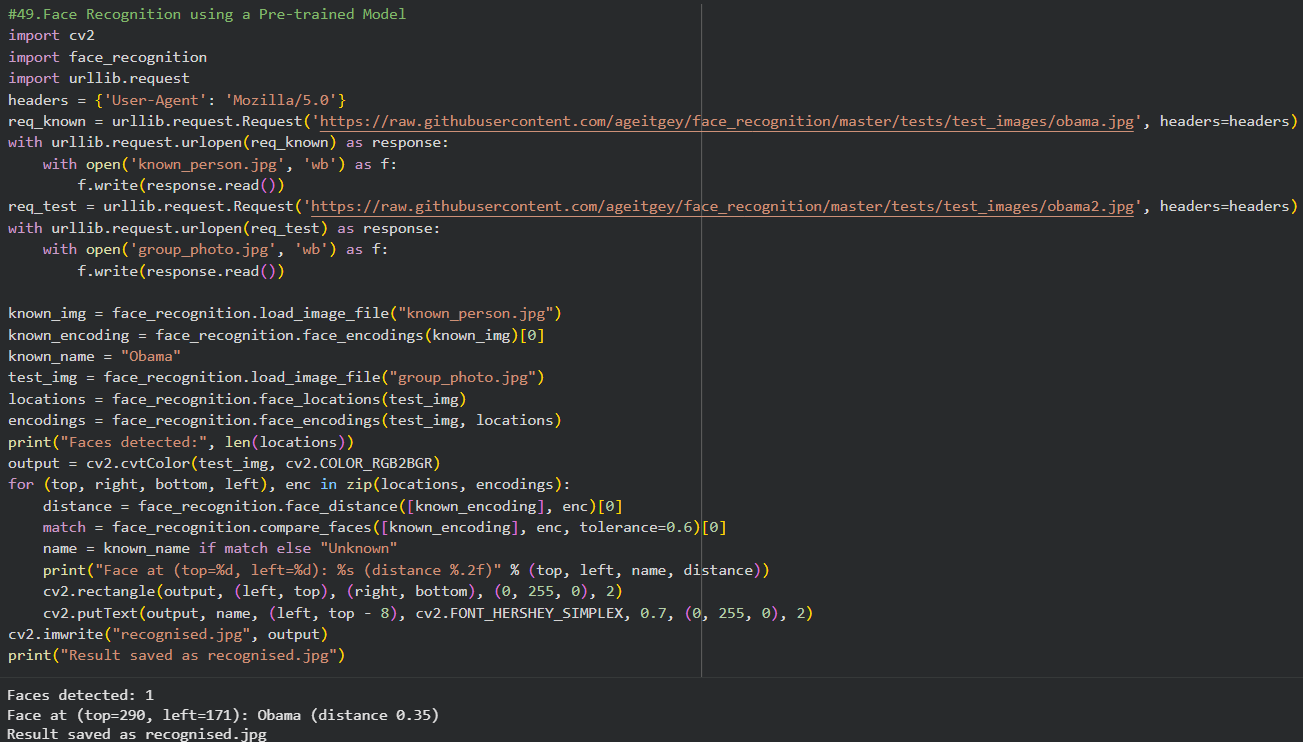 #49.Face Recognition using a Pre-trained Model
import cv2
import face_recognition
import urllib.request
headers = {'User-Agent': 'Mozilla/5.0'}
req_known = urllib.request.Request('https://raw.githubusercontent.com/ageitgey/face_recognition/master/tests/test_images/obama.jpg', headers=headers)
with urllib.request.urlopen(req_known) as response:
    with open('known_person.jpg', 'wb') as f:
        f.write(response.read())
req_test = urllib.request.Request('https://raw.githubusercontent.com/ageitgey/face_recognition/master/tests/test_images/obama2.jpg', headers=headers)
with urllib.request.urlopen(req_test) as response:
    with open('group_photo.jpg', 'wb') as f:
        f.write(response.read())

known_img = face_recognition.load_image_file("known_person.jpg")
known_encoding = face_recognition.face_encodings(known_img)[0]
known_name = "Obama"
test_img = face_recognition.load_image_file("group_photo.jpg")
locations = face_recognition.face_locations(test_img)
encodings = face_recognition.face_encodings(test_img, locations)
print("Faces detected:", len(locations))
output = cv2.cvtColor(test_img, cv2.COLOR_RGB2BGR)
for (top, right, bottom, left), enc in zip(locations, encodings):
    distance = face_recognition.face_distance([known_encoding], enc)[0]
    match = face_recognition.compare_faces([known_encoding], enc, tolerance=0.6)[0]
    name = known_name if match else "Unknown"
    print("Face at (top=%d, left=%d): %s (distance %.2f)" % (top, left, name, distance))
    cv2.rectangle(output, (left, top), (right, bottom), (0, 255, 0), 2)
    cv2.putText(output, name, (left, top - 8), cv2.FONT_HERSHEY_SIMPLEX, 0.7, (0, 255, 0), 2)
cv2.imwrite("recognised.jpg", output)
print("Result saved as recognised.jpg")

Faces detected: 1
Face at (top=290, left=171): Obama (distance 0.35)
Result saved as recognised.jpg